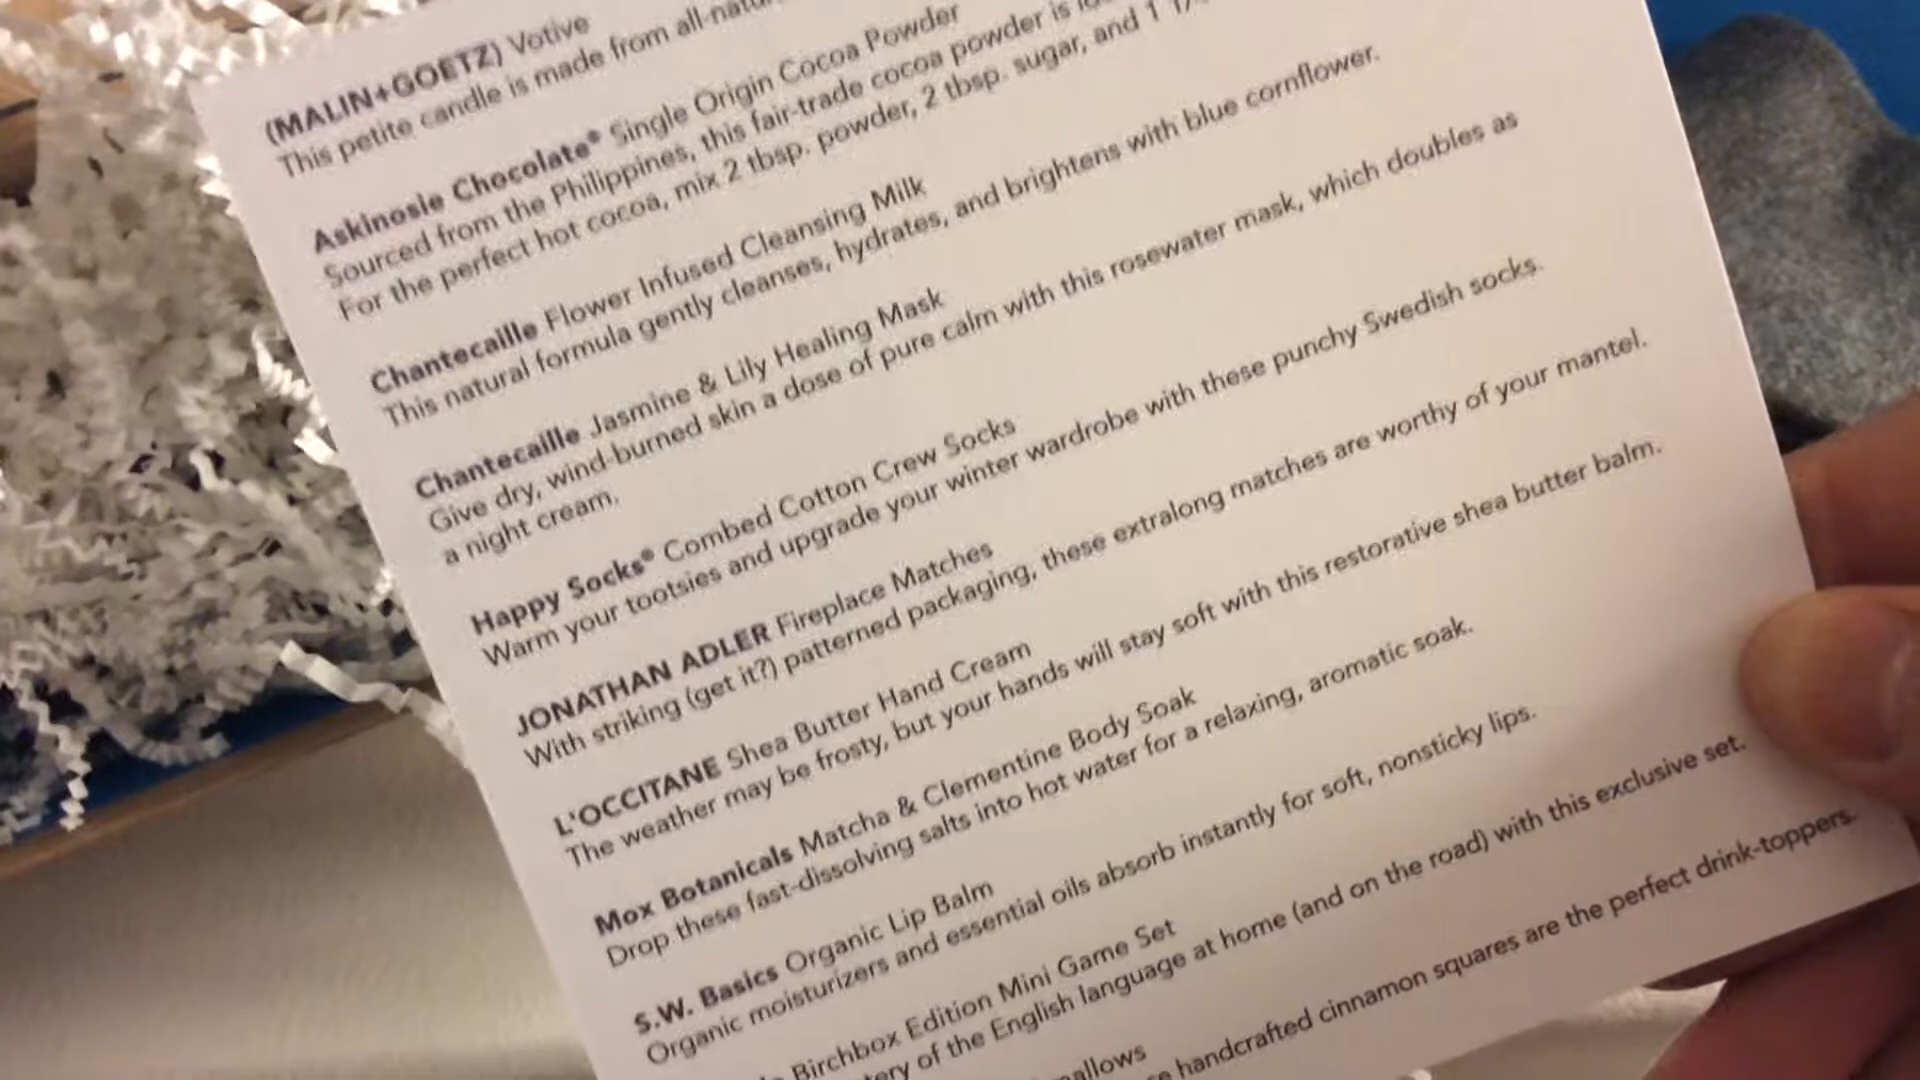 (MALIN+GOETZ) Votive
This petite candle is made from
Askinosie Chocolate® Single Origin Cocoa Powder
Sourced from the Philippines, this fair-trade cocoa powder is
For the perfect hot cocoa, mix 2 tbsp. powder, 2 tbsp. sugar, and 1
Chantecaille Flower Infused Cleansing Milk
This natural formula gently cleanses, hydrates, and brightens with blue cornflower.
Chantecaille Jasmine & Lily Healing Mask
Give dry, wind-burned skin a dose of pure calm with this rosewater mask, which doubles as
a night cream.
Happy Socks® Combed Cotton Crew Socks
Warm your tootsies and upgrade your winter wardrobe with these punchy Swedish socks.
JONATHAN ADLER Fireplace Matches
With striking (get it?) patterned packaging, these extralong matches are worthy of your mantel.
L'OCCITANE Shea Butter Hand Cream
The weather may be frosty, but your hands will stay soft with this restorative shea butter balm.
Mox Botanicals Matcha & Clementine Body Soak
Drop these fast-dissolving salts into hot water for a relaxing, aromatic soak.
S.W. Basics Organic Lip Balm
Organic moisturizers and essential oils absorb instantly for soft, nonsticky lips.
Birchbox Edition Mini Game Set
of the English language at home (and on the road) with this exclusive set.
handcrafted cinnamon squares are the perfect drink-toppers.